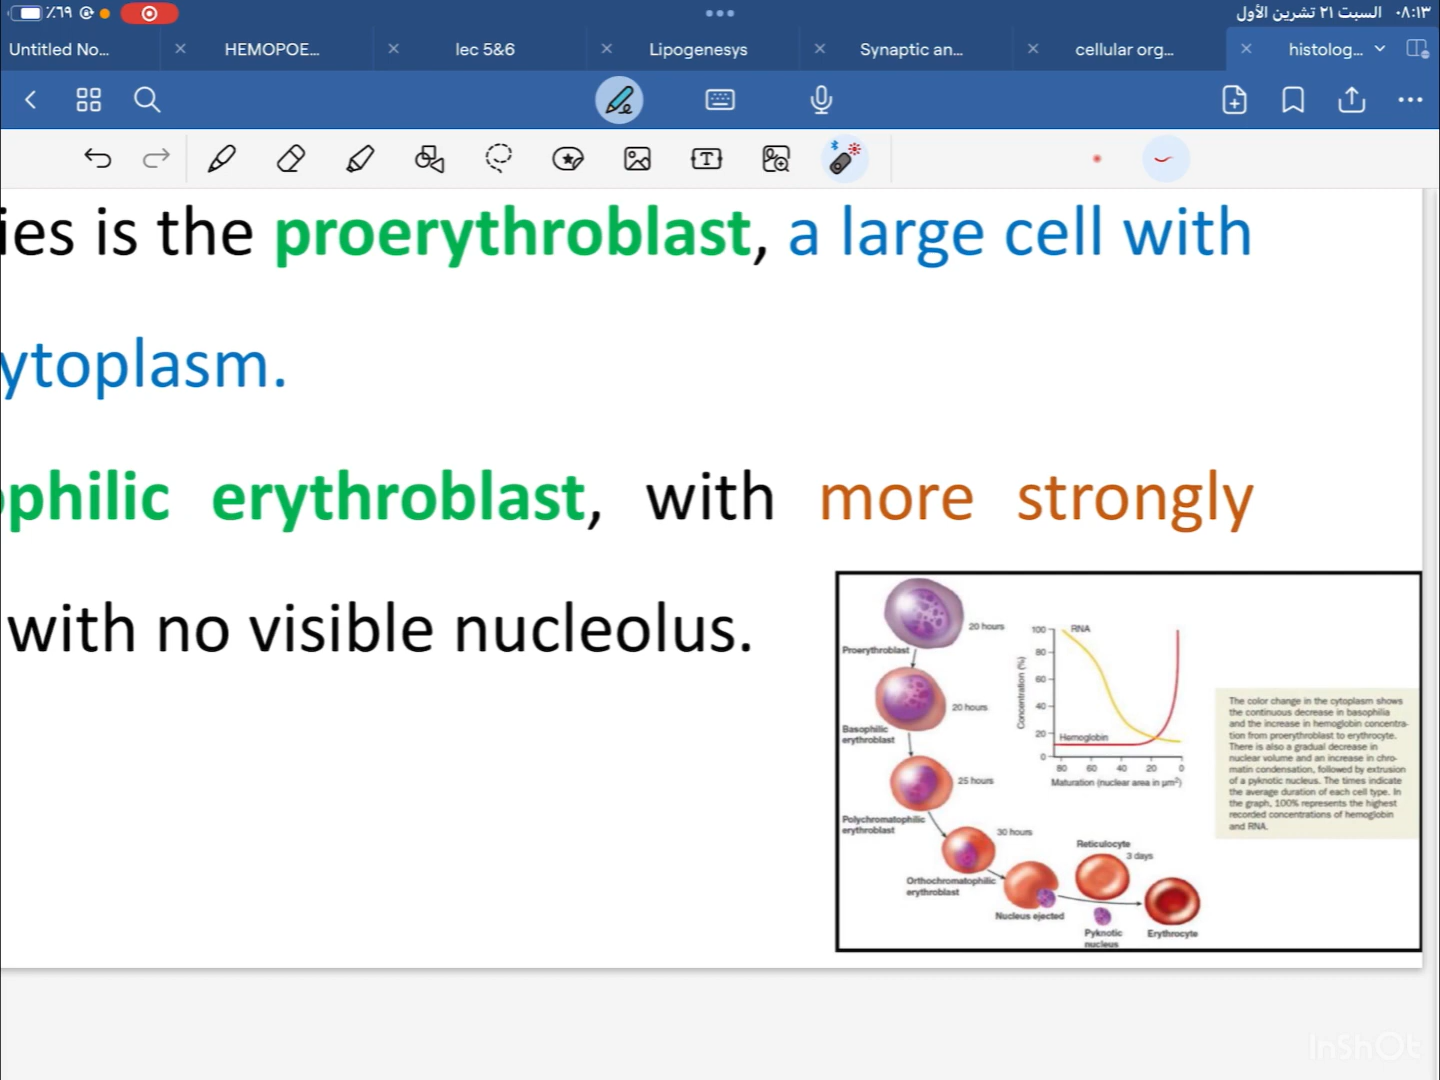 ٪٦٩
السبت ٢١ تشرين الأول ٠٨:١٣
Untitled No...
HEMOPOE...
lec 5&6
Lipogenesys
Synaptic an...
cellular org...
histolog...
ies is the proerythroblast, a large cell with
ytoplasm.
ophilic erythroblast, with more strongly
with no visible nucleolus.
Proerythroblast
20 hours
Basophilic
erythroblast
20 hours
Polychromatophilic
erythroblast
25 hours
Orthochromatophilic
erythroblast
30 hours
Nucleus ejected
Reticulocyte
3 days
Pyknotic
nucleus
Erythrocyte
Concentration (%)
100
80
60
40
20
0
RNA
Hemoglobin
80 60 40 20 0
Maturation (nuclear area in µm²)
The color change in the cytoplasm shows
the continuous decrease in basophilia
and the increase in hemoglobin concentra-
tion from proerythroblast to erythrocyte.
There is also a gradual decrease in
nuclear volume and an increase in chro-
matin condensation, followed by extrusion
of a pyknotic nucleus. The times indicate
the average duration of each cell type. In
the graph, 100% represents the highest
recorded concentrations of hemoglobin
and RNA.
InShOt